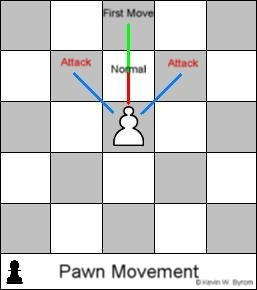 First Move
Attack
Normal
Attack
Pawn Movement
© Kevin W. Byrom